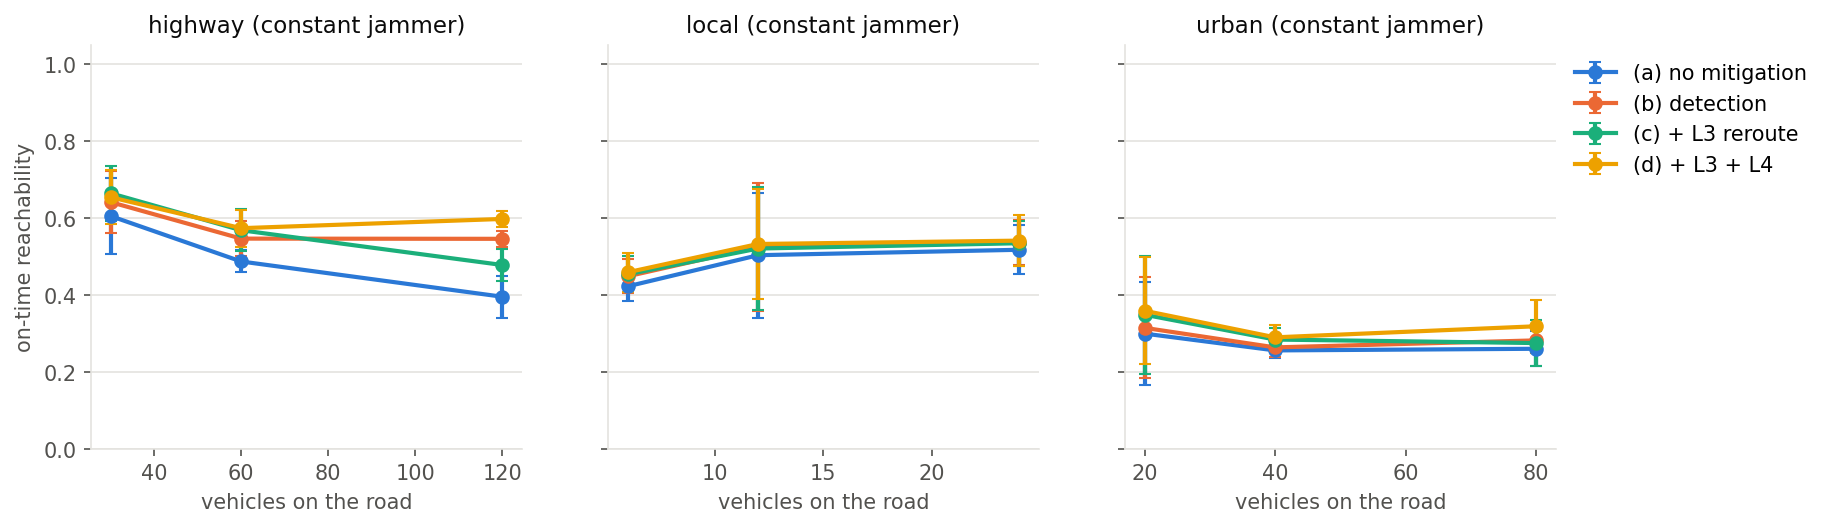 highway (constant jammer)
local (constant jammer)
urban (constant jammer)
on-time reachability
1.0
0.8
0.6
0.4
0.2
0.0
40 60 80 100 120
10 15 20
20 40 60 80
vehicles on the road
vehicles on the road
vehicles on the road
(a) no mitigation
(b) detection
(c) + L3 reroute
(d) + L3 + L4